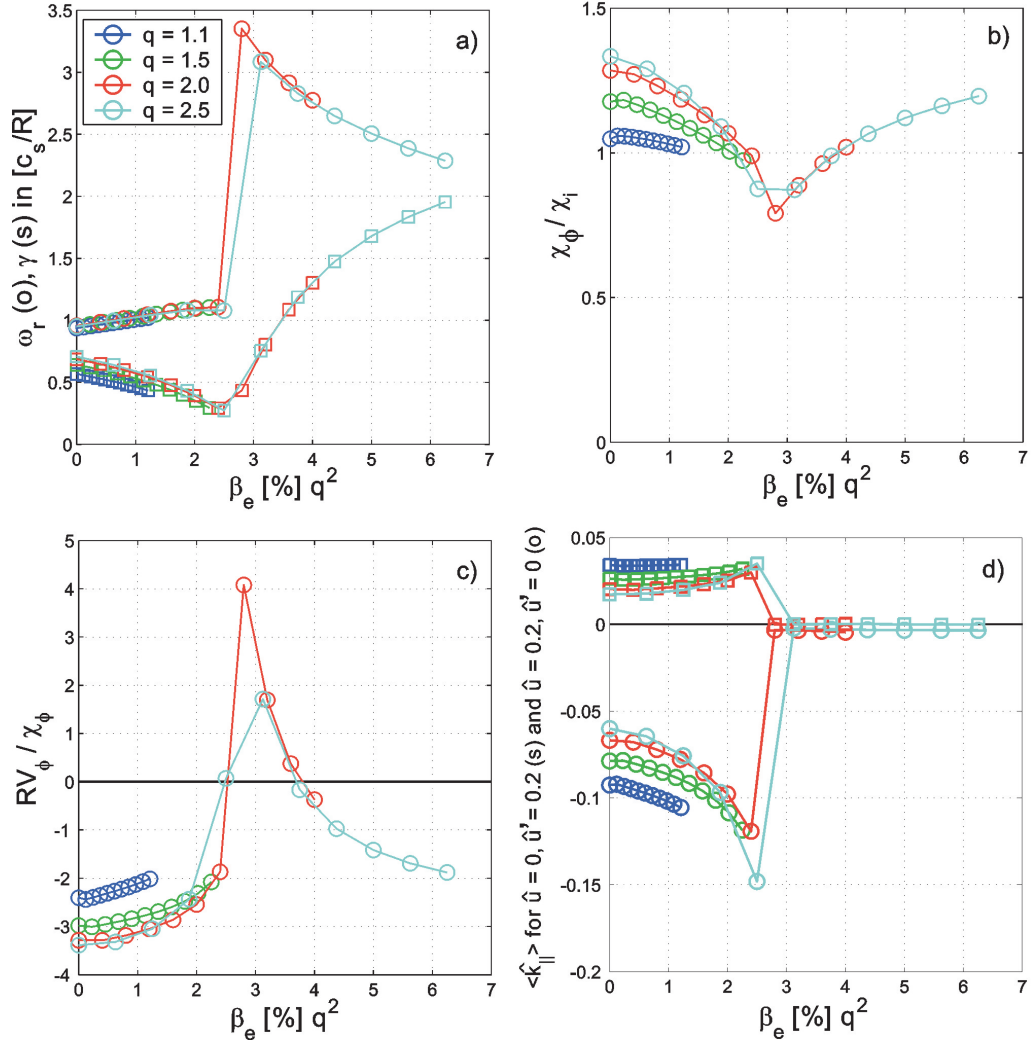 a)
q = 1.1
q = 1.5
q = 2.0
q = 2.5
ω_r (o), γ (s) in [c_s/R]
3.5
3
2.5
2
1.5
1
0.5
0
0 1 2 3 4 5 6 7
β_e [%] q²
b)
χ_ϕ / χ_i
1.5
1
0.5
0
0 1 2 3 4 5 6 7
β_e [%] q²
c)
RV_ϕ / χ_ϕ
5
4
3
2
1
0
-1
-2
-3
-4
0 1 2 3 4 5 6 7
β_e [%] q²
d)
<k̂_||> for û = 0, û' = 0.2 (s) and û = 0.2, û' = 0 (o)
0.05
0
-0.05
-0.1
-0.15
-0.2
0 1 2 3 4 5 6 7
β_e [%] q²